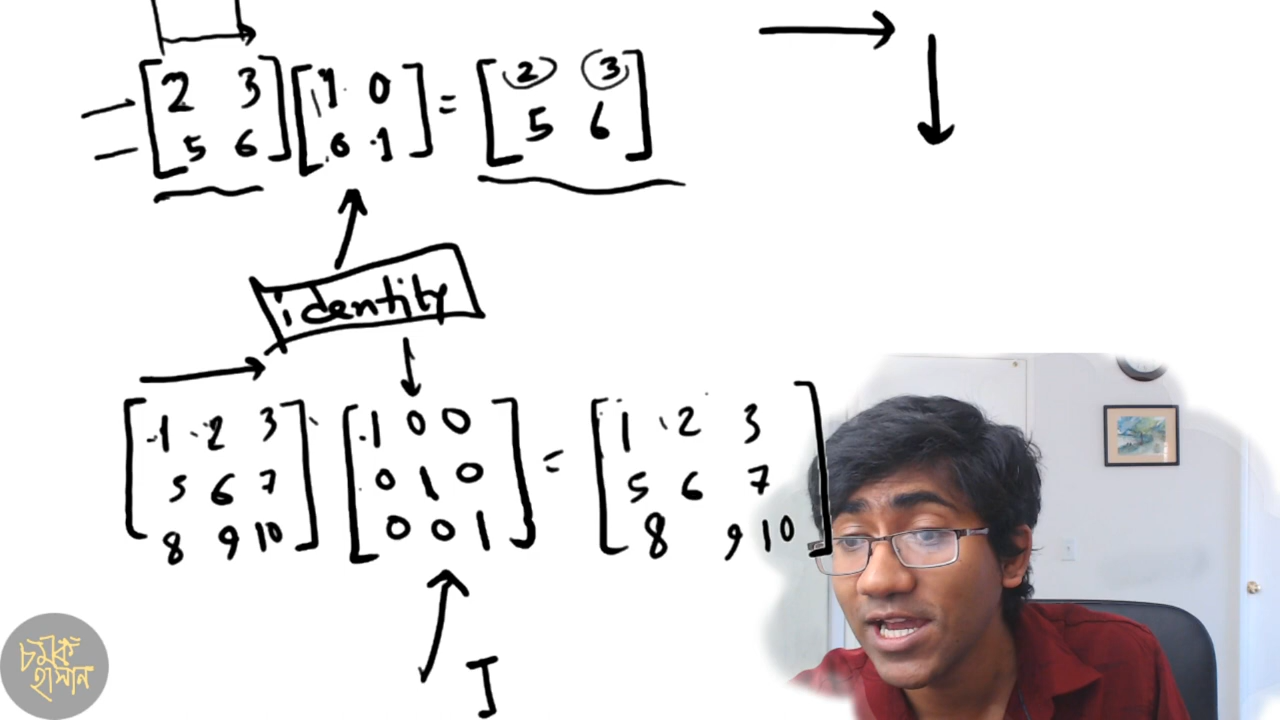 [2 3 [1 0 = [2 3
5 6] 0 1] 5 6]
identity
[1 2 3 [1 0 0 = [1 2 3
5 6 7 0 1 0 5 6 7
8 9 10] 0 0 1] 8 9 10]
I
চমক
হাসান